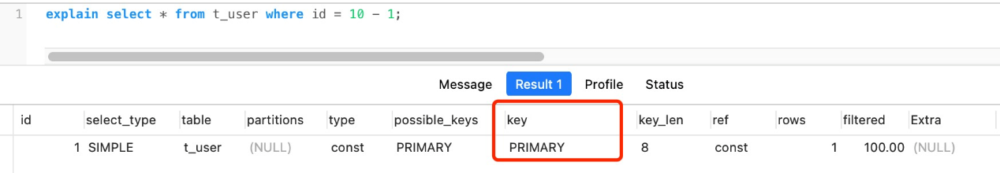 1 explain select * from t_user where id = 10 - 1;
Message Result 1 Profile Status
id select_type table partitions type possible_keys key key_len ref rows filtered Extra
1 SIMPLE t_user (NULL) const PRIMARY PRIMARY 8 const 1 100.00 (NULL)